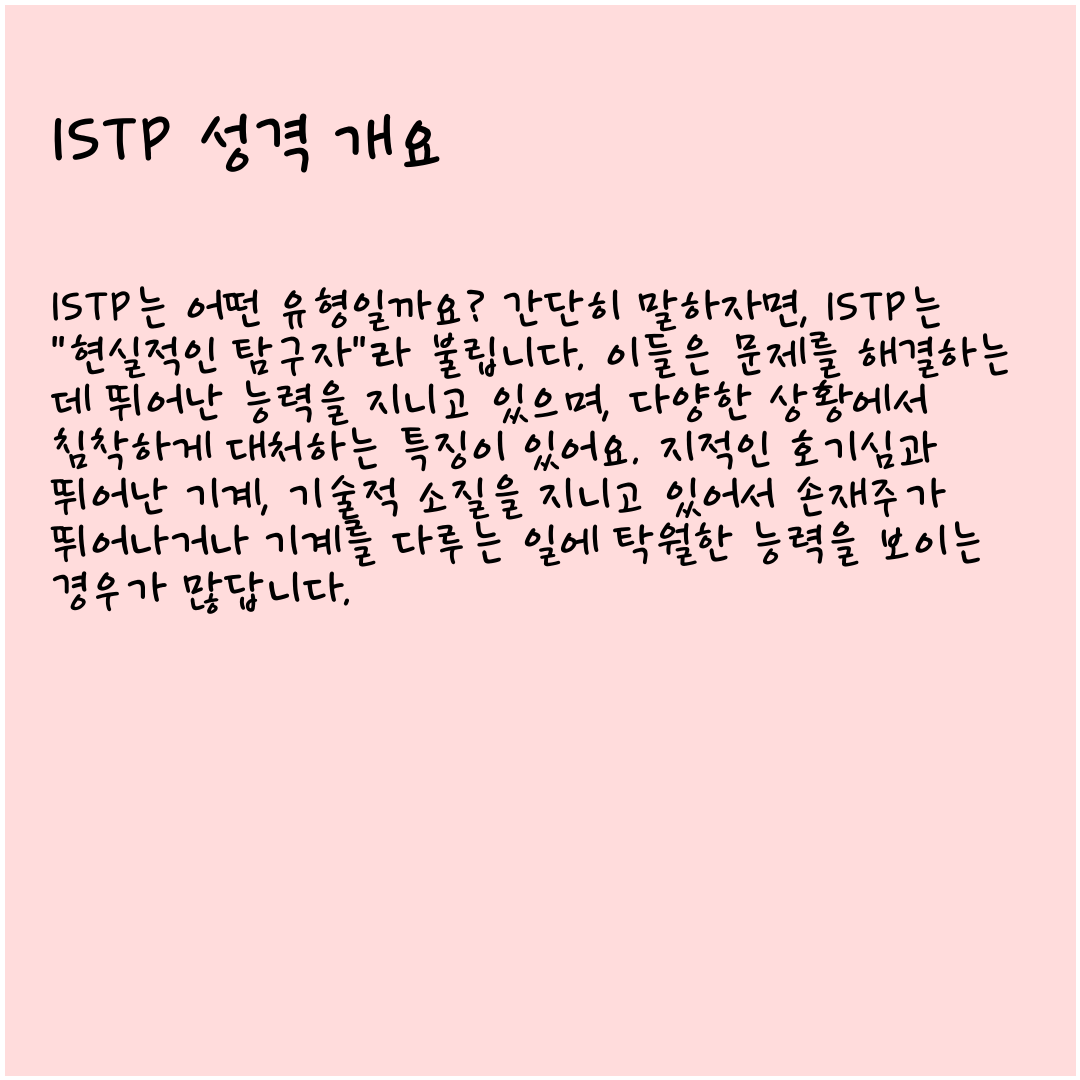 ISTP 성격 개요
ISTP는 어떤 유형일까요? 간단히 말하자면, ISTP는
"현실적인 탐구자"라 불립니다. 이들은 문제를 해결하는
데 뛰어난 능력을 지니고 있으며, 다양한 상황에서
침착하게 대처하는 특징이 있어요. 지적인 호기심과
뛰어난 기계, 기술적 소질을 지니고 있어서 손재주가
뛰어나거나 기계를 다루는 일에 탁월한 능력을 보이는
경우가 많답니다.